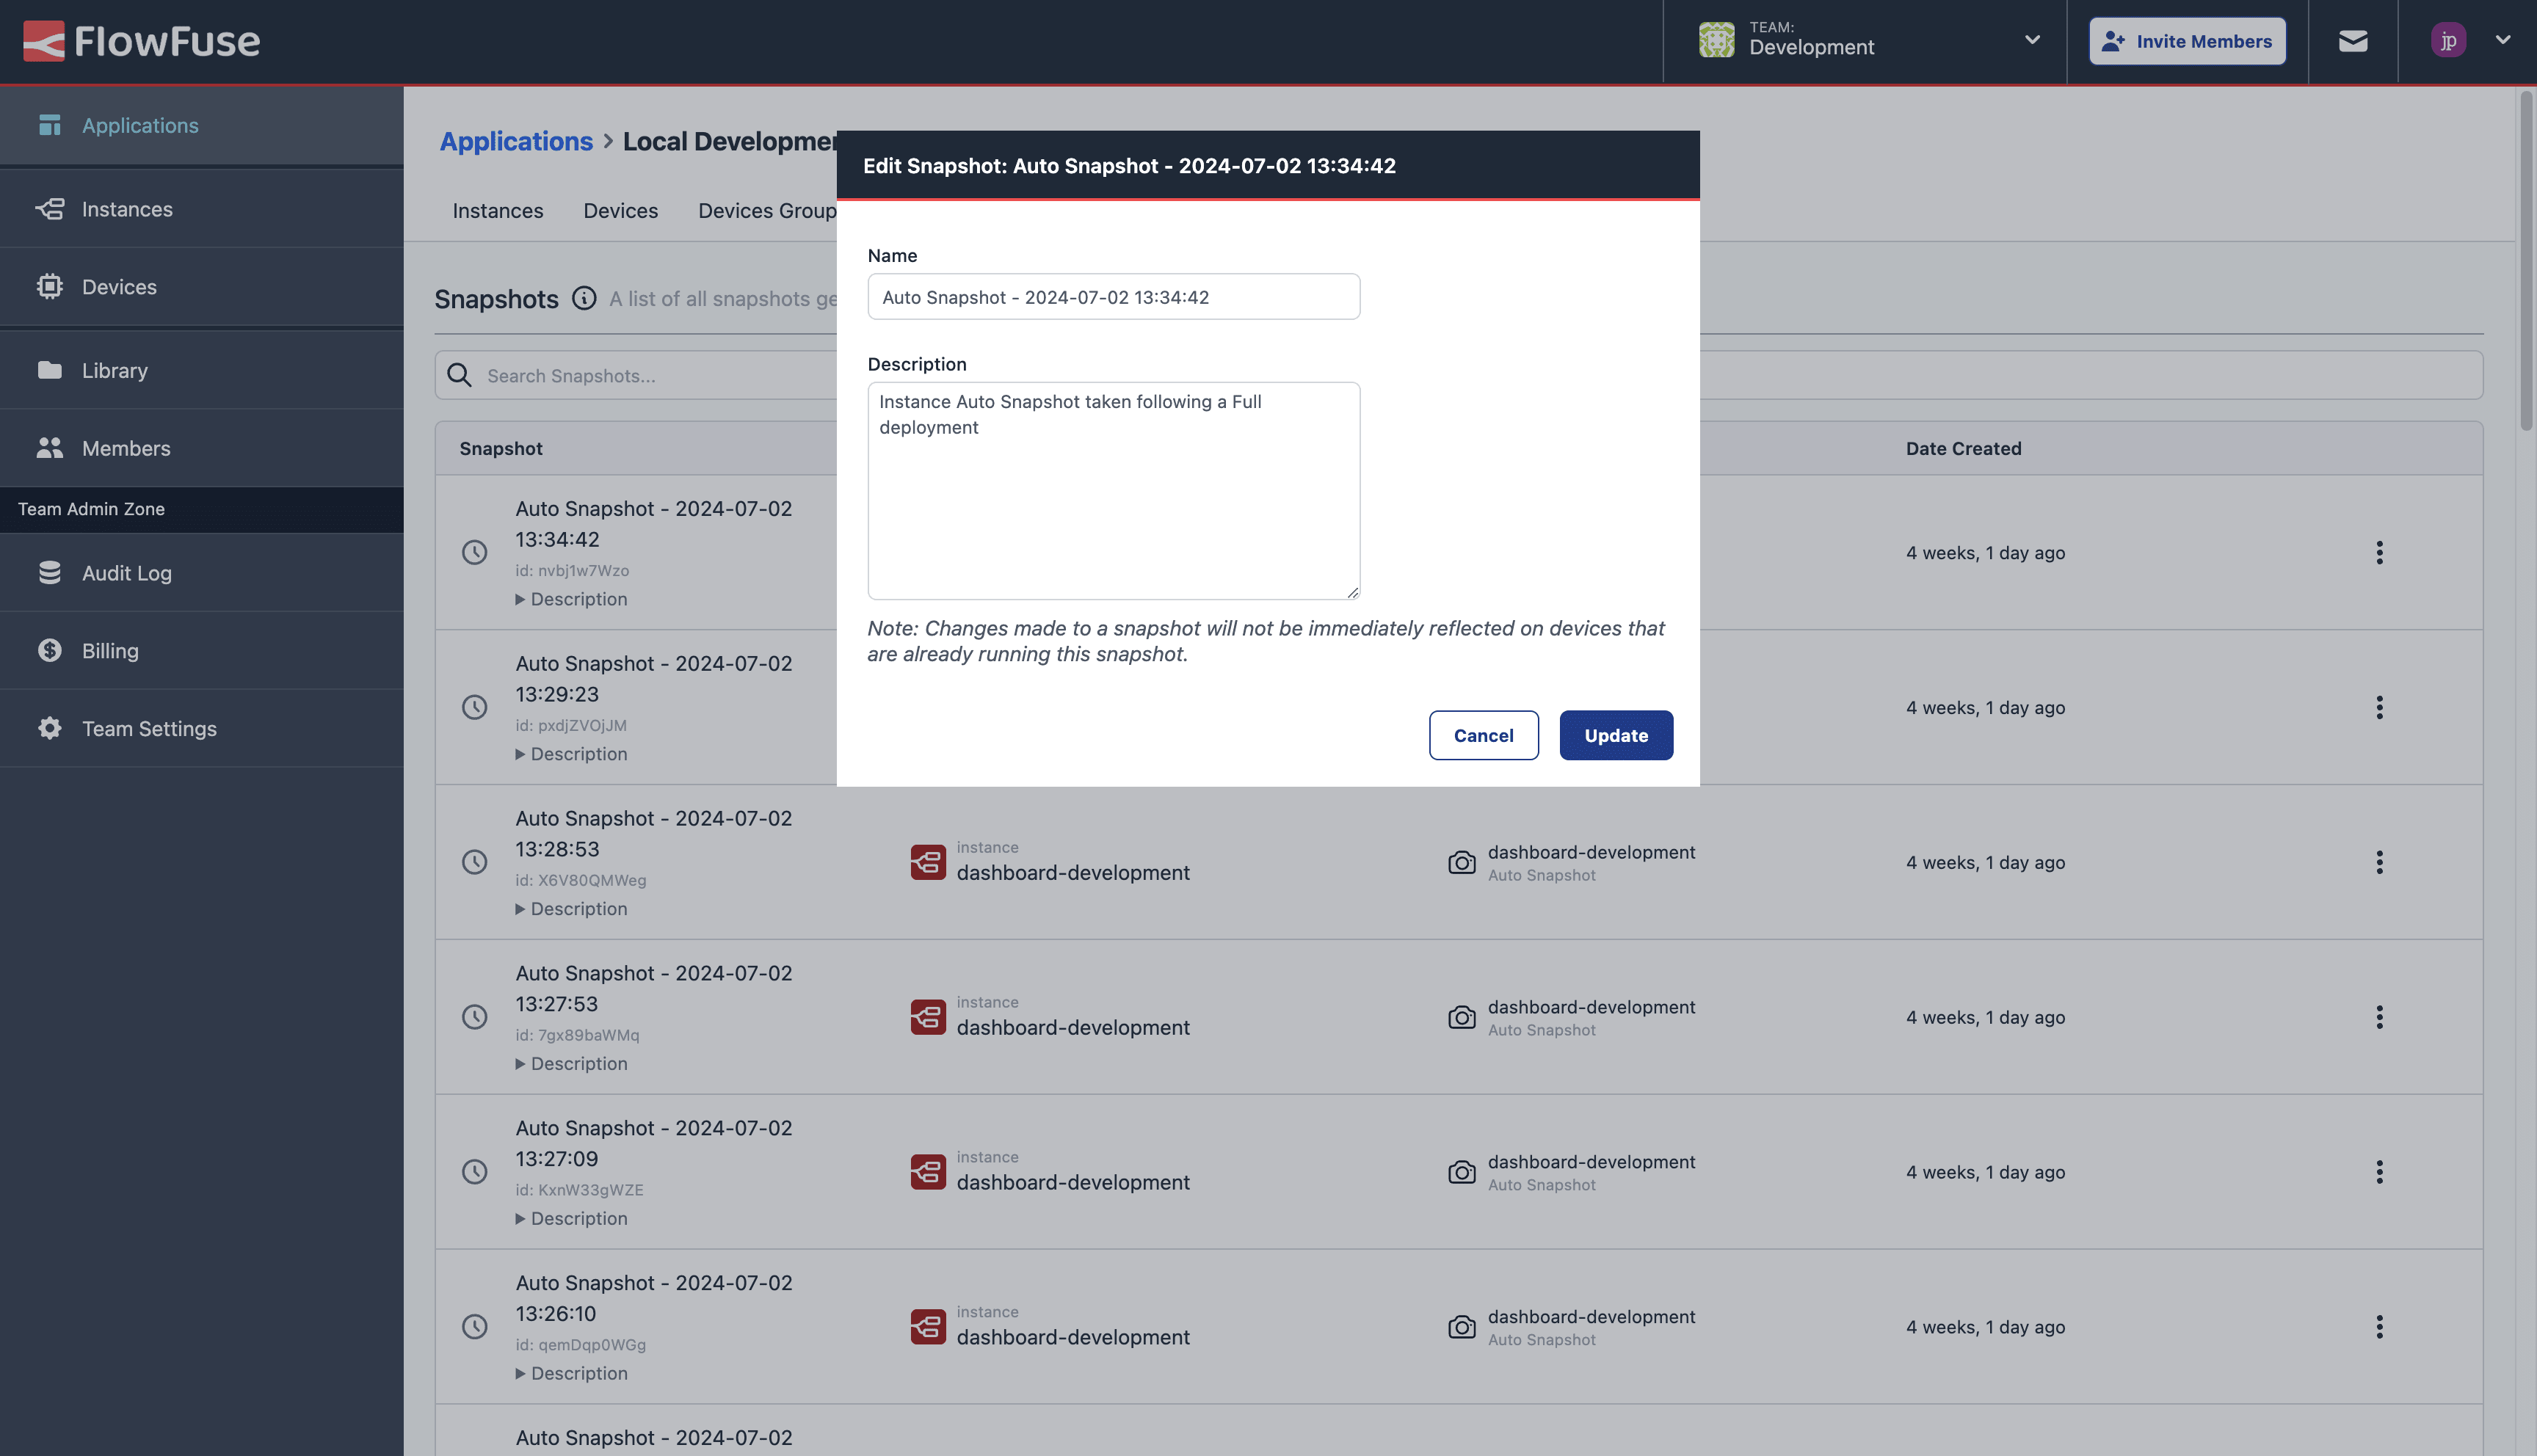 FlowFuse
TEAM:
Development
Invite Members
jp
Applications
Instances
Devices
Library
Members
Team Admin Zone
Audit Log
Billing
Team Settings
Applications > Local
Instances
Devices
Devices
Snapshots
A list of all snapshots
Search Snapshots...
Snapshot
Date Created
Edit Snapshot: Auto Snapshot - 2024-07-02 13:34:42
Name
Auto Snapshot - 2024-07-02 13:34:42
Description
Instance Auto Snapshot taken following a Full
deployment
Note: Changes made to a snapshot will not be immediately reflected on devices that
are already running this snapshot.
Cancel
Update
Auto Snapshot - 2024-07-02
13:34:42
id: nvbj1w7Wzo
Description
4 weeks, 1 day ago
Auto Snapshot - 2024-07-02
13:29:23
id: pxdjZVOjJM
Description
4 weeks, 1 day ago
Auto Snapshot - 2024-07-02
13:28:53
id: X6V80QMWeg
Description
instance
dashboard-development
dashboard-development
Auto Snapshot
4 weeks, 1 day ago
Auto Snapshot - 2024-07-02
13:27:53
id: 7gx89baWMq
Description
instance
dashboard-development
dashboard-development
Auto Snapshot
4 weeks, 1 day ago
Auto Snapshot - 2024-07-02
13:27:09
id: KxnW33gWZE
Description
instance
dashboard-development
dashboard-development
Auto Snapshot
4 weeks, 1 day ago
Auto Snapshot - 2024-07-02
13:26:10
id: qemDqp0WGg
Description
instance
dashboard-development
dashboard-development
Auto Snapshot
4 weeks, 1 day ago
Auto Snapshot - 2024-07-02